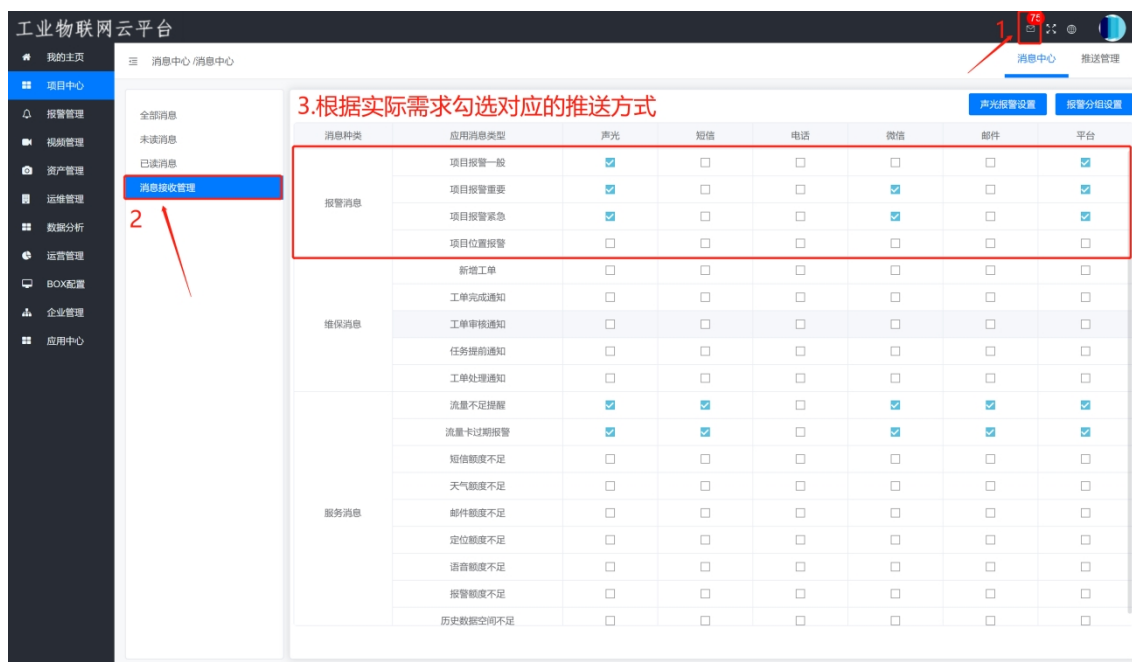 工业物联网云平台
1.
75
我的主页
消息中心 /消息中心
消息中心
推送管理
项目中心
报警管理
视频管理
资产管理
运维管理
数据分析
运营管理
BOX配置
企业管理
应用中心
全部消息
未读消息
已读消息
消息接收管理
2
3.根据实际需求勾选对应的推送方式
声光报警设置
报警分组设置
消息种类 应用消息类型 声光 短信 电话 微信 邮件 平台
报警消息
项目报警一般
项目报警重要
项目报警紧急
项目位置报警
维保消息
新增工单
工单完成通知
工单审核通知
任务提前通知
工单处理通知
服务消息
流量不足提醒
流量卡过期报警
短信额度不足
天气额度不足
邮件额度不足
定位额度不足
语音额度不足
报警额度不足
历史数据空间不足